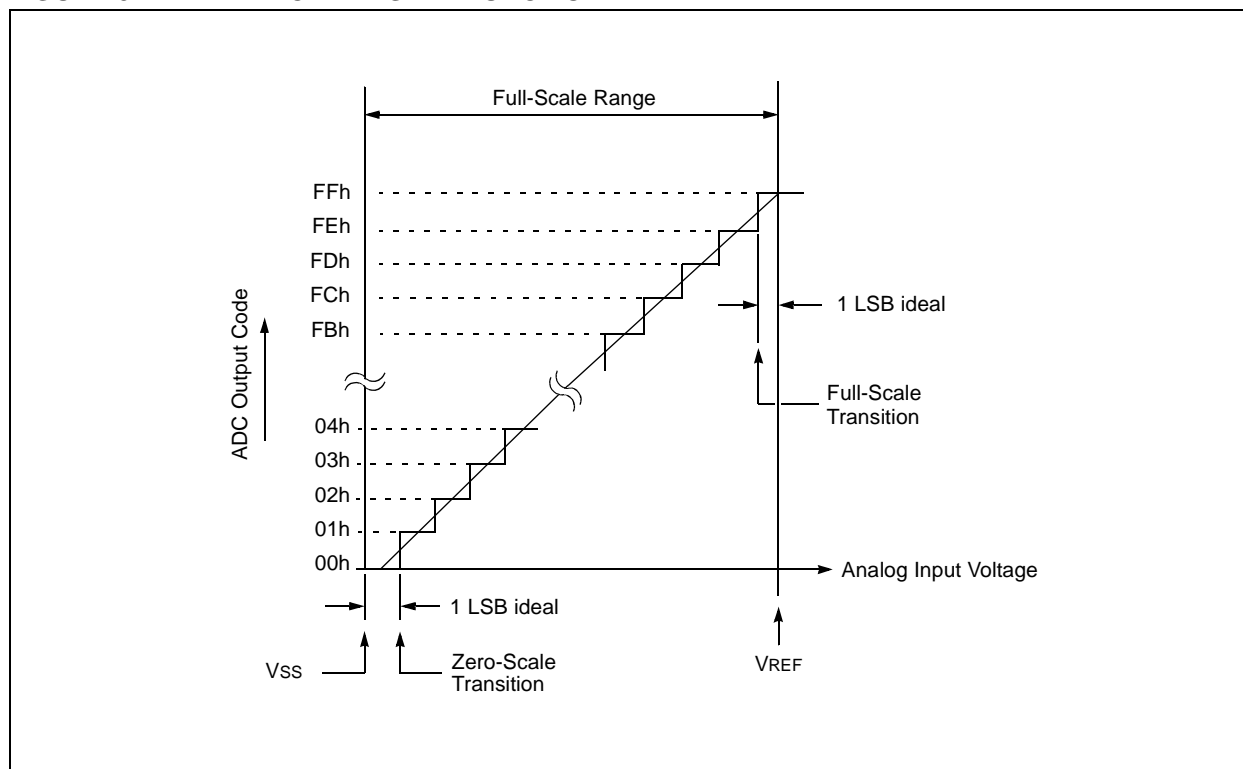 Full-Scale Range
FFh
FEh
FDh
FCh
FBh
1 LSB ideal
ADC Output Code
Full-Scale
Transition
04h
03h
02h
01h
00h
Analog Input Voltage
1 LSB ideal
VSS
Zero-Scale
Transition
VREF